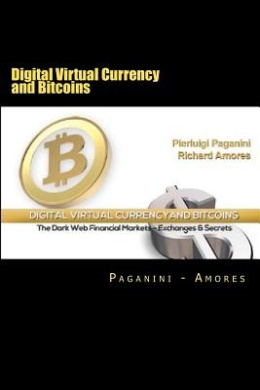 Digital Virtual Currency
and Bitcoins
Pierluigi Paganini
Richard Amores
DIGITAL VIRTUAL CURRENCY AND BITCOINS
The Dark Web Financial Markets - Exchanges & Secrets
Paganini - Amores